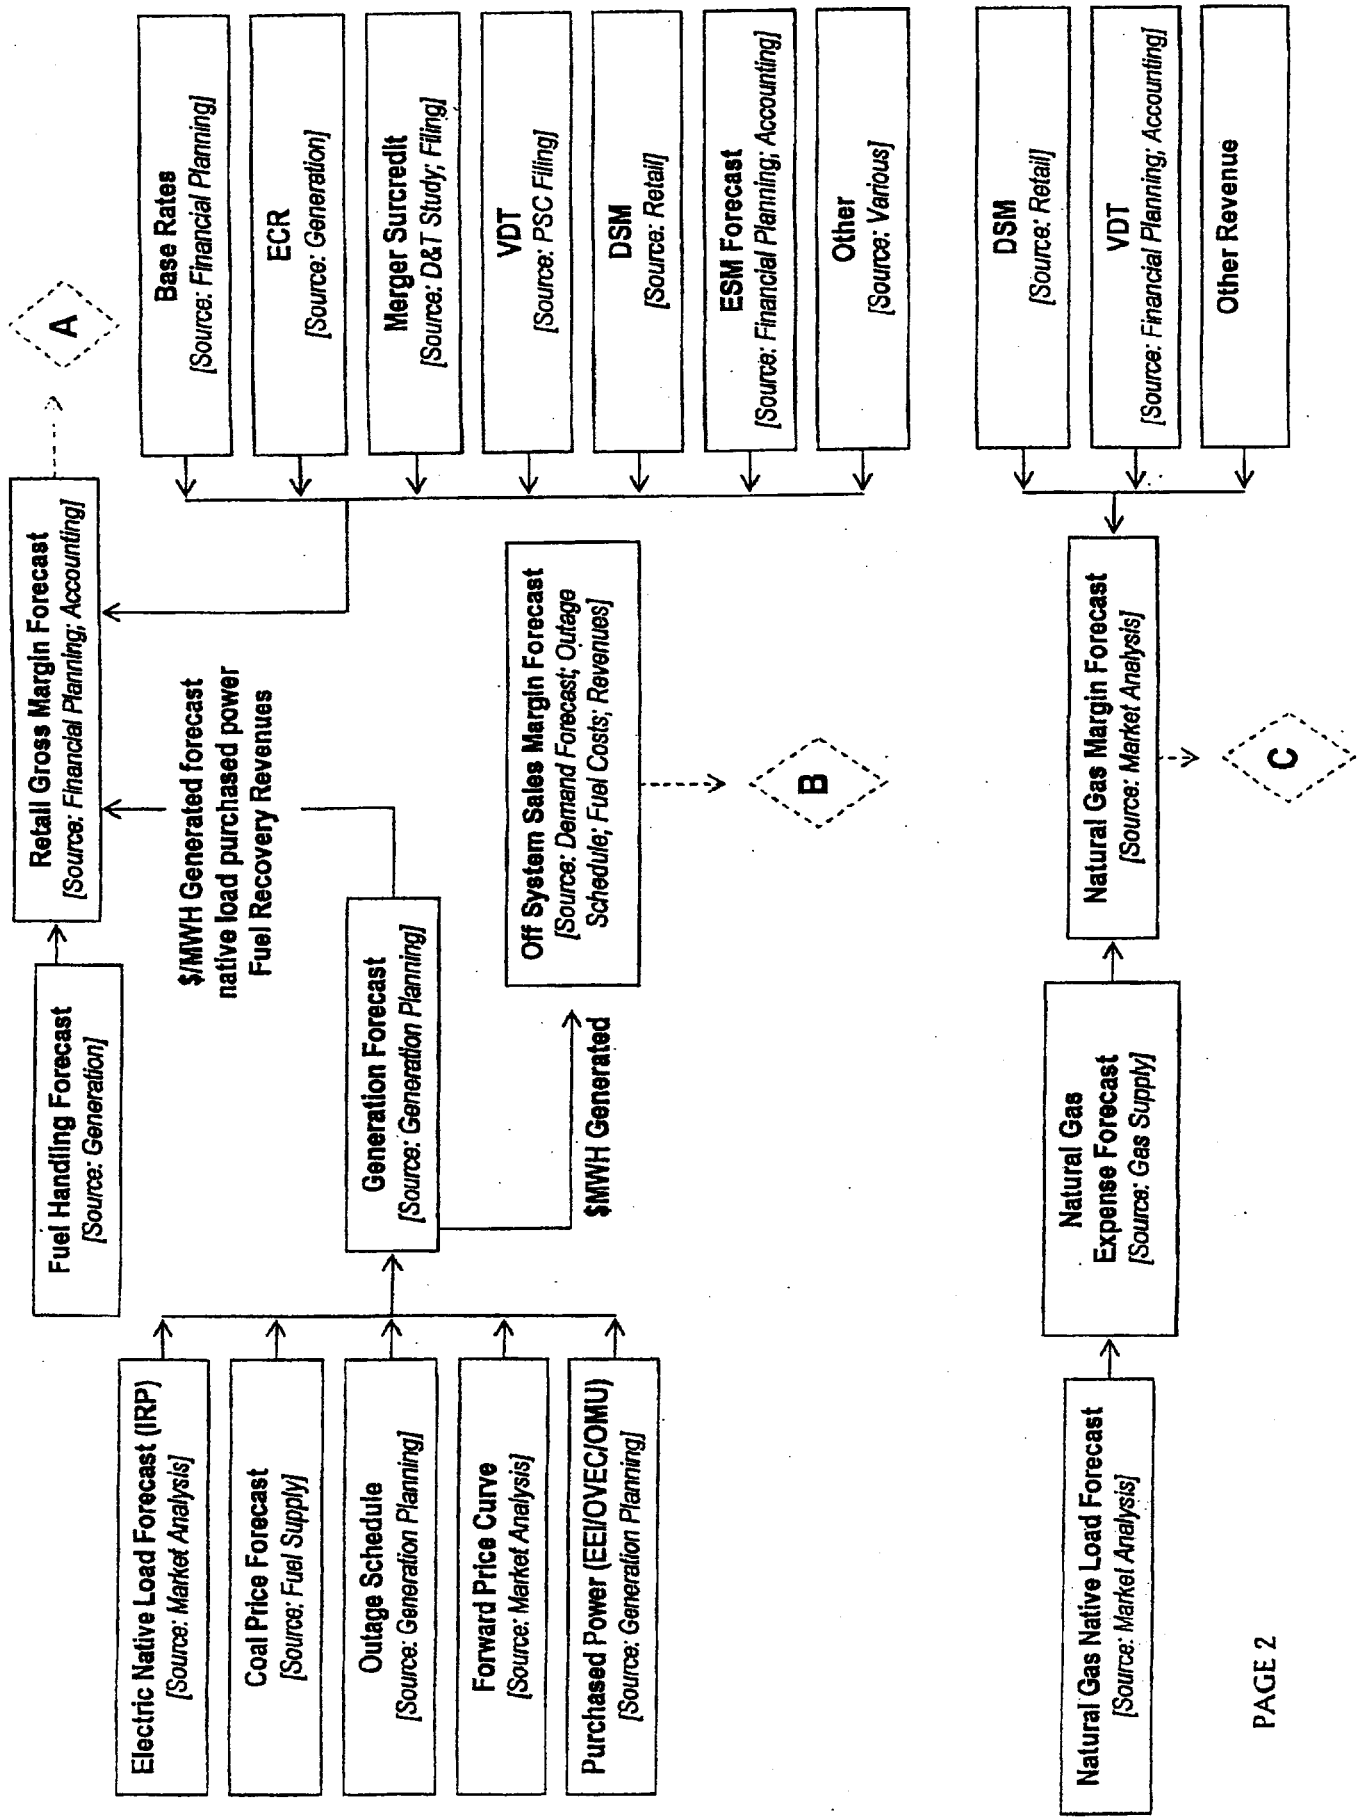 Fuel Handling Forecast
[Source: Generation]
Retail Gross Margin Forecast
[Source: Financial Planning; Accounting]
A
$/MWH Generated forecast
native load purchased power
Fuel Recovery Revenues
Electric Native Load Forecast (IRP)
[Source: Market Analysis]
Coal Price Forecast
[Source: Fuel Supply]
Outage Schedule
[Source: Generation Planning]
Forward Price Curve
[Source: Market Analysis]
Purchased Power (EEI/OVEC/OMU)
[Source: Generation Planning]
Generation Forecast
[Source: Generation Planning]
$MWH Generated
Off System Sales Margin Forecast
[Source: Demand Forecast; Outage
Schedule; Fuel Costs; Revenues]
B
Base Rates
[Source: Financial Planning]
ECR
[Source: Generation]
Merger Surcredit
[Source: D&T Study; Filing]
VDT
[Source: PSC Filing]
DSM
[Source: Retail]
ESM Forecast
[Source: Financial Planning; Accounting]
Other
[Source: Various]
Natural Gas Native Load Forecast
[Source: Market Analysis]
Natural Gas
Expense Forecast
[Source: Gas Supply]
Natural Gas Margin Forecast
[Source: Market Analysis]
C
DSM
[Source: Retail]
VDT
[Source: Financial Planning; Accounting]
Other Revenue
PAGE 2